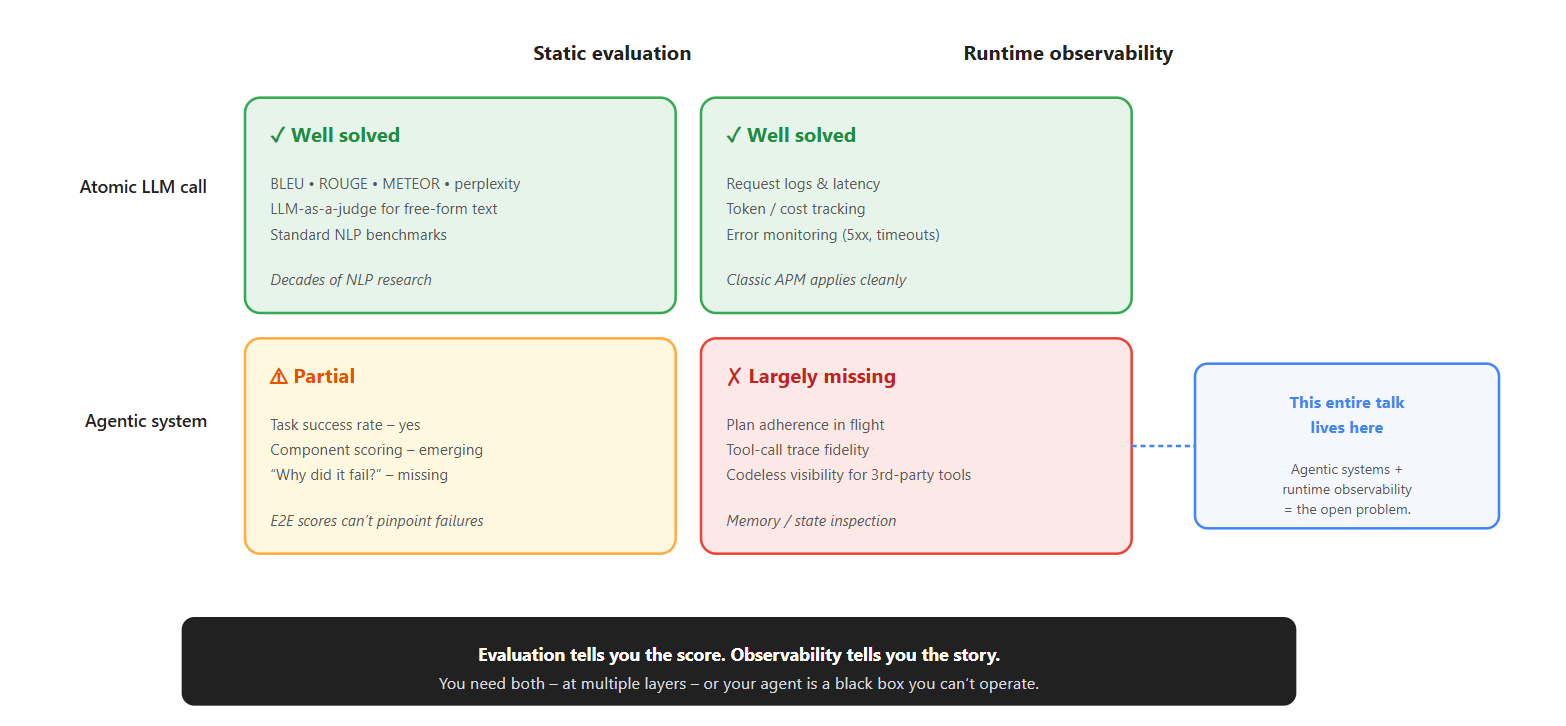 Static evaluation
Runtime observability
Atomic LLM call
✓ Well solved
BLEU • ROUGE • METEOR • perplexity
LLM-as-a-judge for free-form text
Standard NLP benchmarks
Decades of NLP research
✓ Well solved
Request logs & latency
Token / cost tracking
Error monitoring (5xx, timeouts)
Classic APM applies cleanly
Agentic system
⚠ Partial
Task success rate – yes
Component scoring – emerging
“Why did it fail?” – missing
E2E scores can’t pinpoint failures
✗ Largely missing
Plan adherence in flight
Tool-call trace fidelity
Codeless visibility for 3rd-party tools
Memory / state inspection
This entire talk
lives here
Agentic systems +
runtime observability
= the open problem.
Evaluation tells you the score. Observability tells you the story.
You need both – at multiple layers – or your agent is a black box you can’t operate.